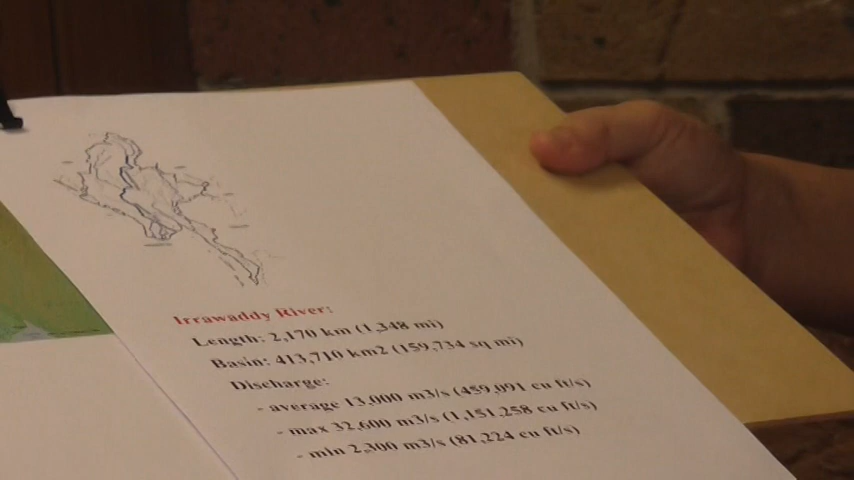 Irrawaddy River:
Length: 2,170 km (1,348 mi)
Basin: 413,710 km2 (159,734 sq mi)
Discharge:
- average 13,000 m3/s (459,091 cu ft/s)
- max 32,600 m3/s (1,151,258 cu ft/s)
- min 2,300 m3/s (81,224 cu ft/s)